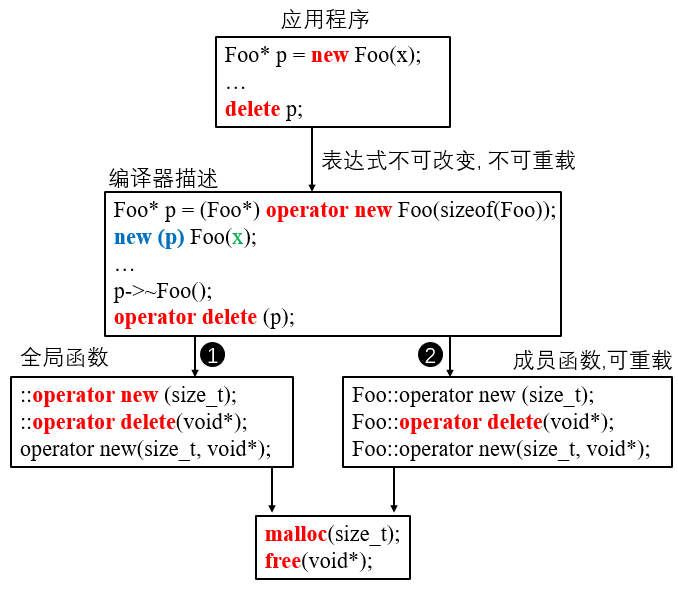 应用程序
Foo* p = new Foo(x);
…
delete p;
表达式不可改变, 不可重载
编译器描述
Foo* p = (Foo*) operator new Foo(sizeof(Foo));
new (p) Foo(x);
…
p->~Foo();
operator delete (p);
1
2
全局函数
成员函数,可重载
::operator new (size_t);
::operator delete(void*);
operator new(size_t, void*);
Foo::operator new (size_t);
Foo::operator delete(void*);
Foo::operator new(size_t, void*);
malloc(size_t);
free(void*);